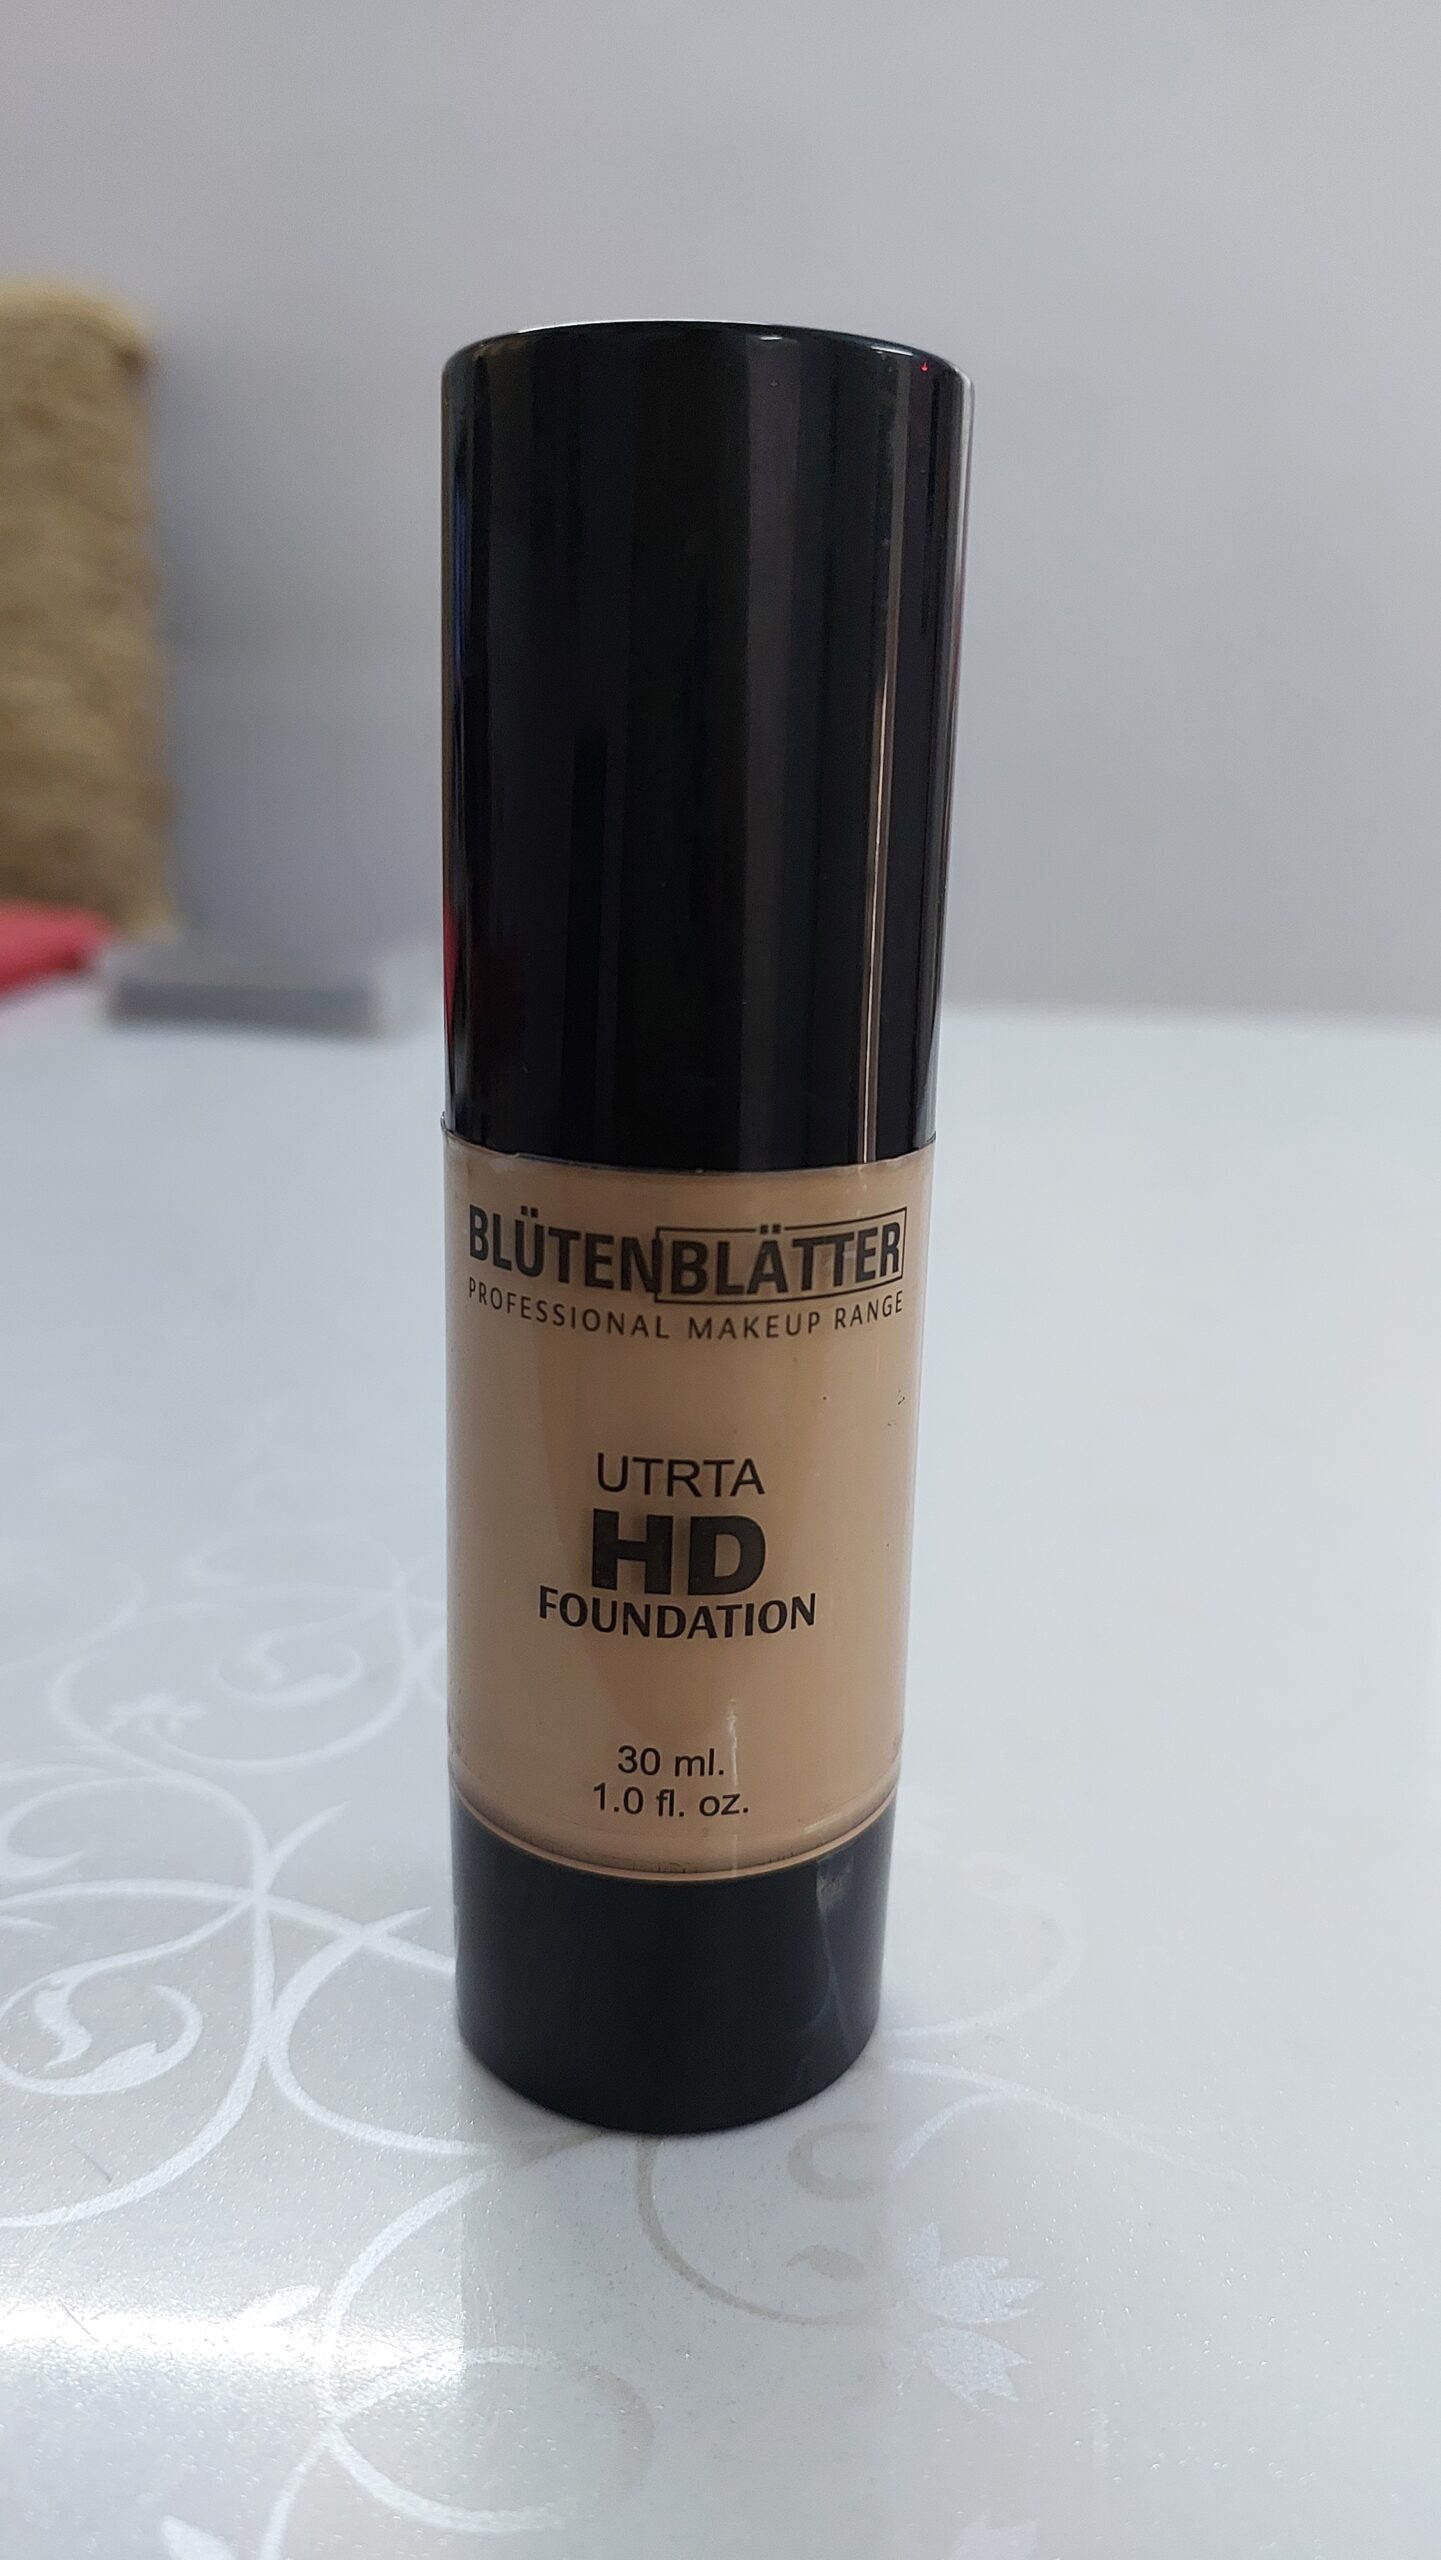 BLÜTENBLÄTTER
PROFESSIONAL MAKEUP RANGE
UTRTA
HD
FOUNDATION
30 ml.
1.0 fl. oz.